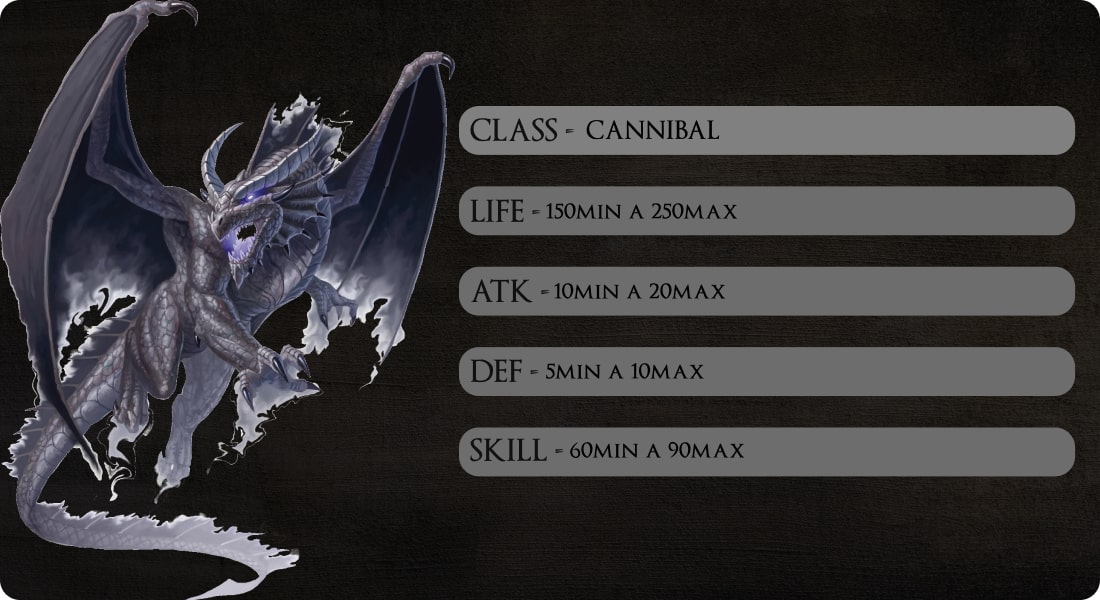 CLASS = CANNIBAL
LIFE = 150MIN A 250MAX
ATK = 10MIN A 20MAX
DEF = 5MIN A 10MAX
SKILL = 60MIN A 90MAX